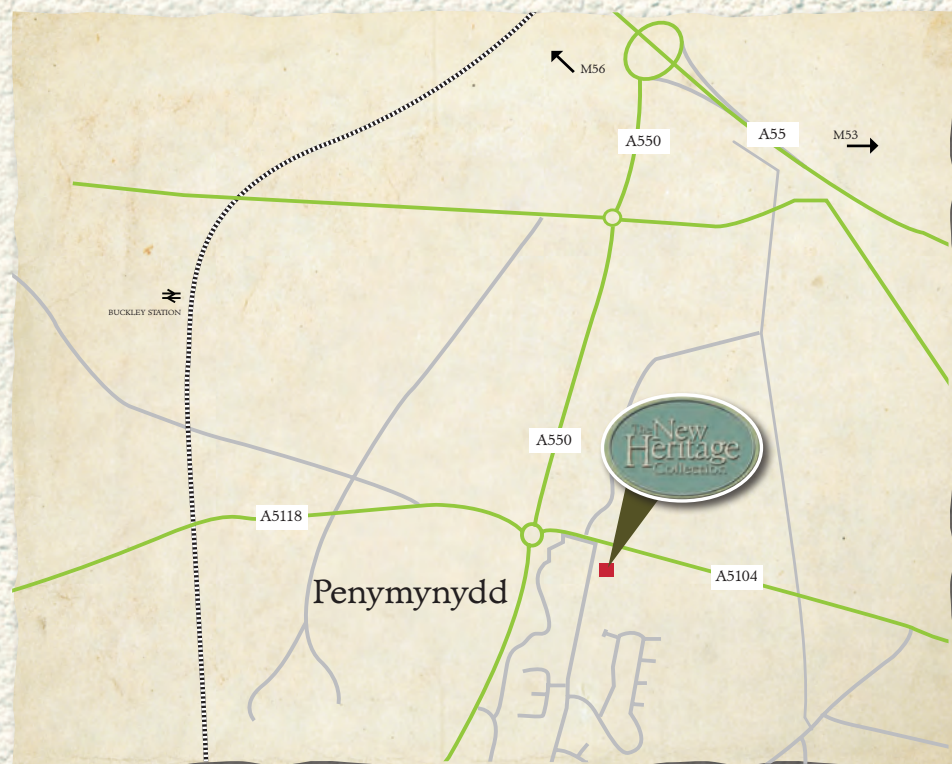 M56
A550
A55
M53
BUCKLEY STATION
A550
The New
Heritage
Collection
A5118
A5104
Penymynydd